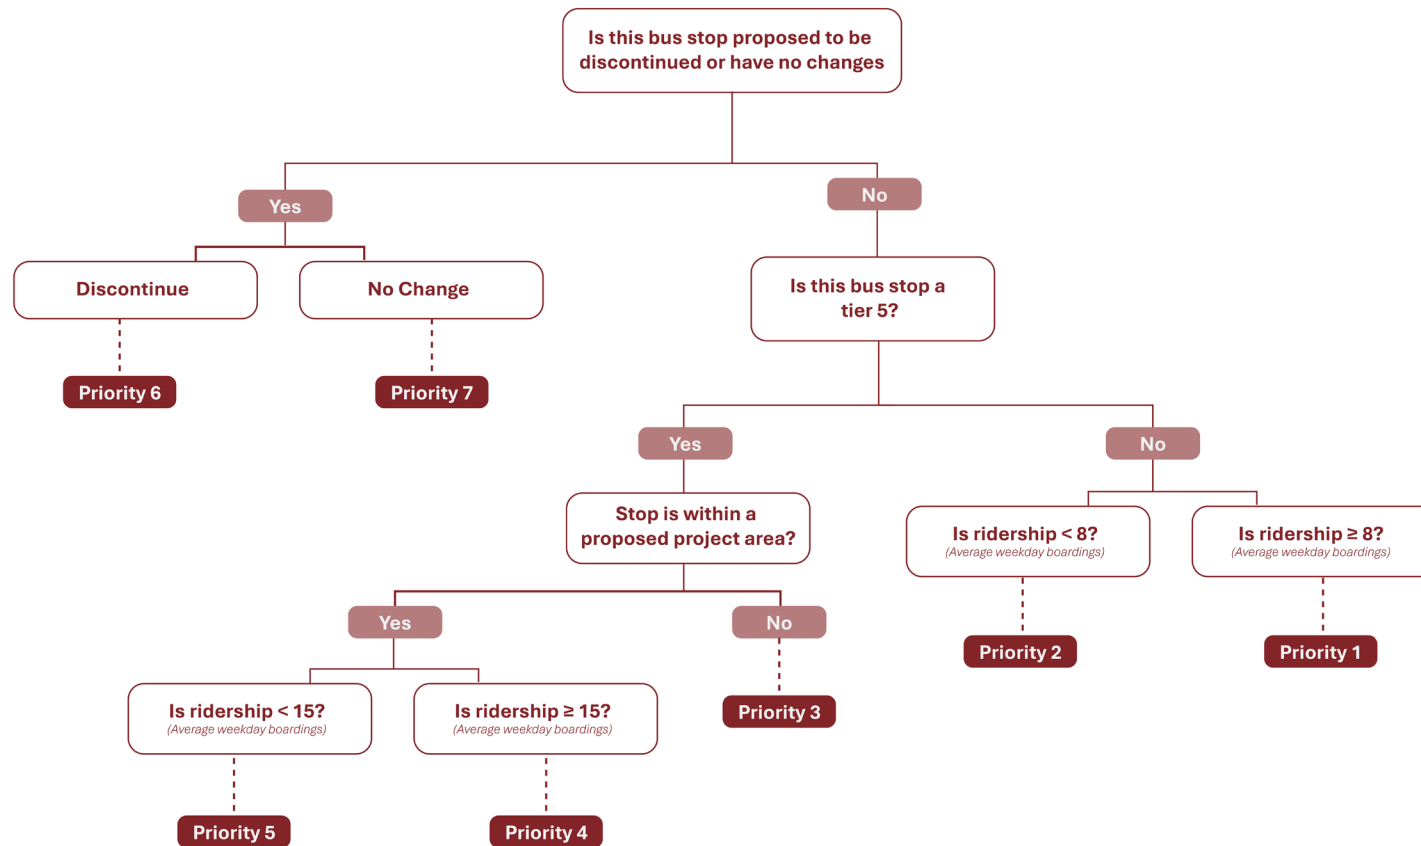 Is this bus stop proposed to be
discontinued or have no changes
Yes
No
Discontinue
No Change
Is this bus stop a
tier 5?
Priority 6
Priority 7
Yes
No
Stop is within a
proposed project area?
Is ridership < 8?
(Average weekday boardings)
Is ridership ≥ 8?
(Average weekday boardings)
Yes
No
Priority 2
Priority 1
Is ridership < 15?
(Average weekday boardings)
Is ridership ≥ 15?
(Average weekday boardings)
Priority 3
Priority 5
Priority 4